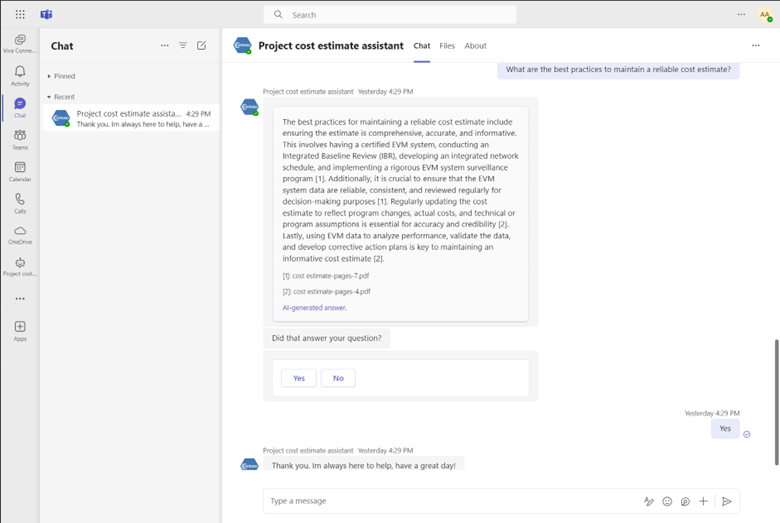 Search
AA
Viva Conne...
Activity
Chat
Teams
Calendar
Calls
OneDrive
Project cost...
Apps
Chat
Pinned
Recent
Project cost estimate assista... 4:29 PM
Thank you. Im always here to help, have a ...
Project cost estimate assistant Chat Files About
What are the best practices to maintain a reliable cost estimate?
Project cost estimate assistant Yesterday 4:29 PM
The best practices for maintaining a reliable cost estimate include
ensuring the estimate is comprehensive, accurate, and informative.
This involves having a certified EVM system, conducting an
Integrated Baseline Review (IBR), developing an integrated network
schedule, and implementing a rigorous EVM system surveillance
program [1]. Additionally, it is crucial to ensure that the EVM
system data are reliable, consistent, and reviewed regularly for
decision-making purposes [1]. Regularly updating the cost
estimate to reflect program changes, actual costs, and technical or
program assumptions is essential for accuracy and credibility [2].
Lastly, using EVM data to analyze performance, validate the data,
and develop corrective action plans is key to maintaining an
informative cost estimate [2].
[1]: cost estimate-pages-7.pdf
[2]: cost estimate-pages-4.pdf
AI-generated answer.
Did that answer your question?
Yes No
Yesterday 4:29 PM
Yes
Project cost estimate assistant Yesterday 4:29 PM
Thank you. Im always here to help, have a great day!
Type a message